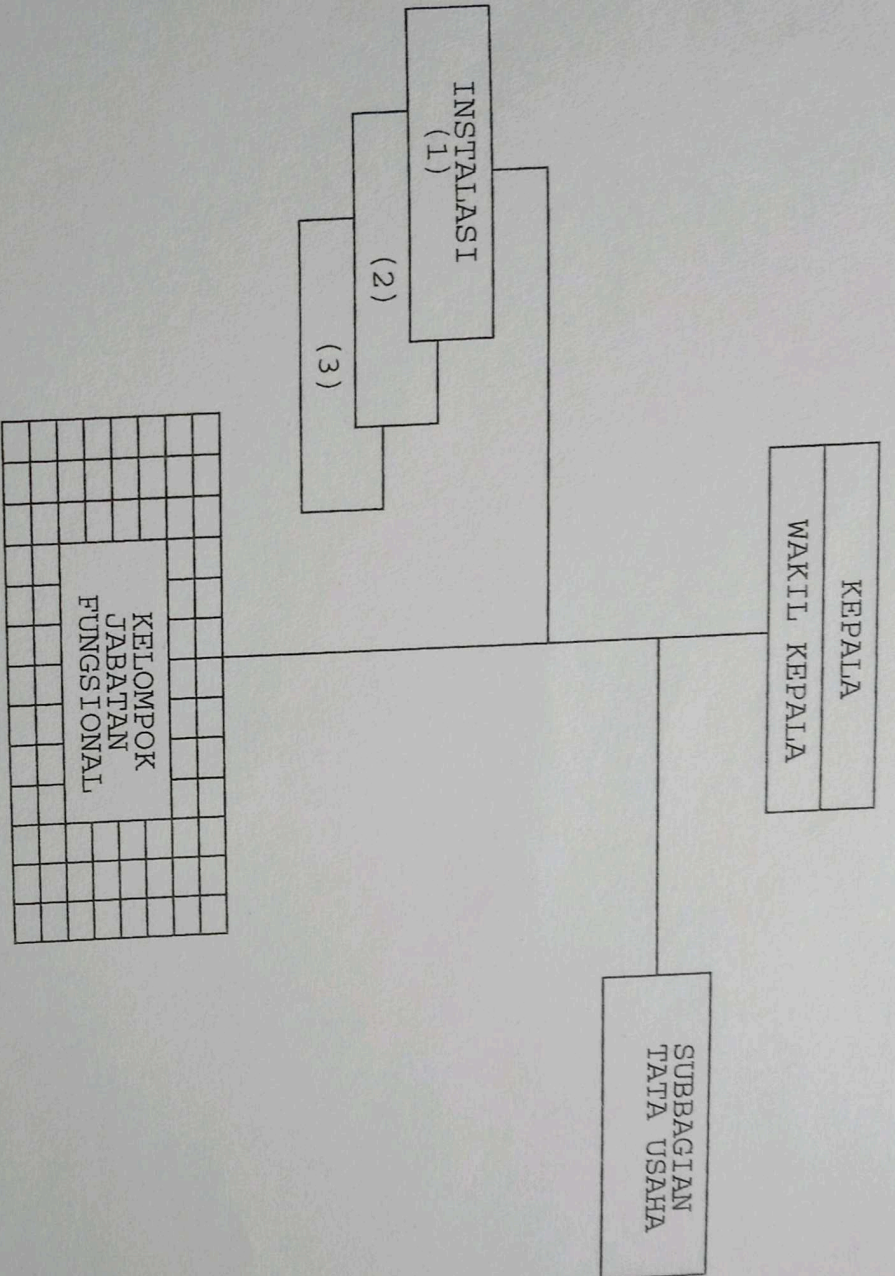 KEPALA
WAKIL KEPALA
SUBBAGIAN
TATA USAHA
INSTALASI
(1)
(2)
(3)
KELOMPOK
JABATAN
FUNGSIONAL